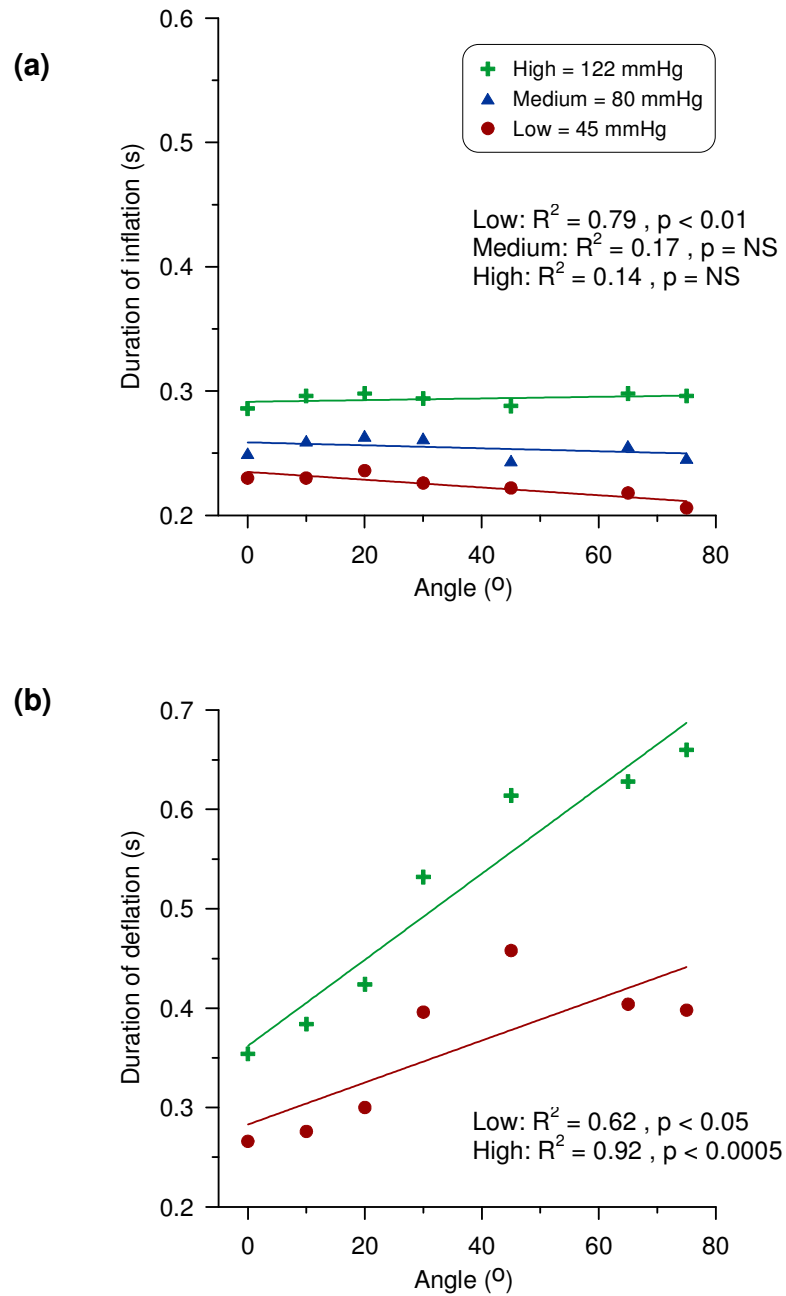 (a)
0.6
0.5
0.4
0.3
0.2
Duration of inflation (s)
High = 122 mmHg
Medium = 80 mmHg
Low = 45 mmHg
Low: R² = 0.79 , p < 0.01
Medium: R² = 0.17 , p = NS
High: R² = 0.14 , p = NS
0 20 40 60 80
Angle (º)
(b)
0.7
0.6
0.5
0.4
0.3
0.2
Duration of deflation (s)
Low: R² = 0.62 , p < 0.05
High: R² = 0.92 , p < 0.0005
0 20 40 60 80
Angle (º)